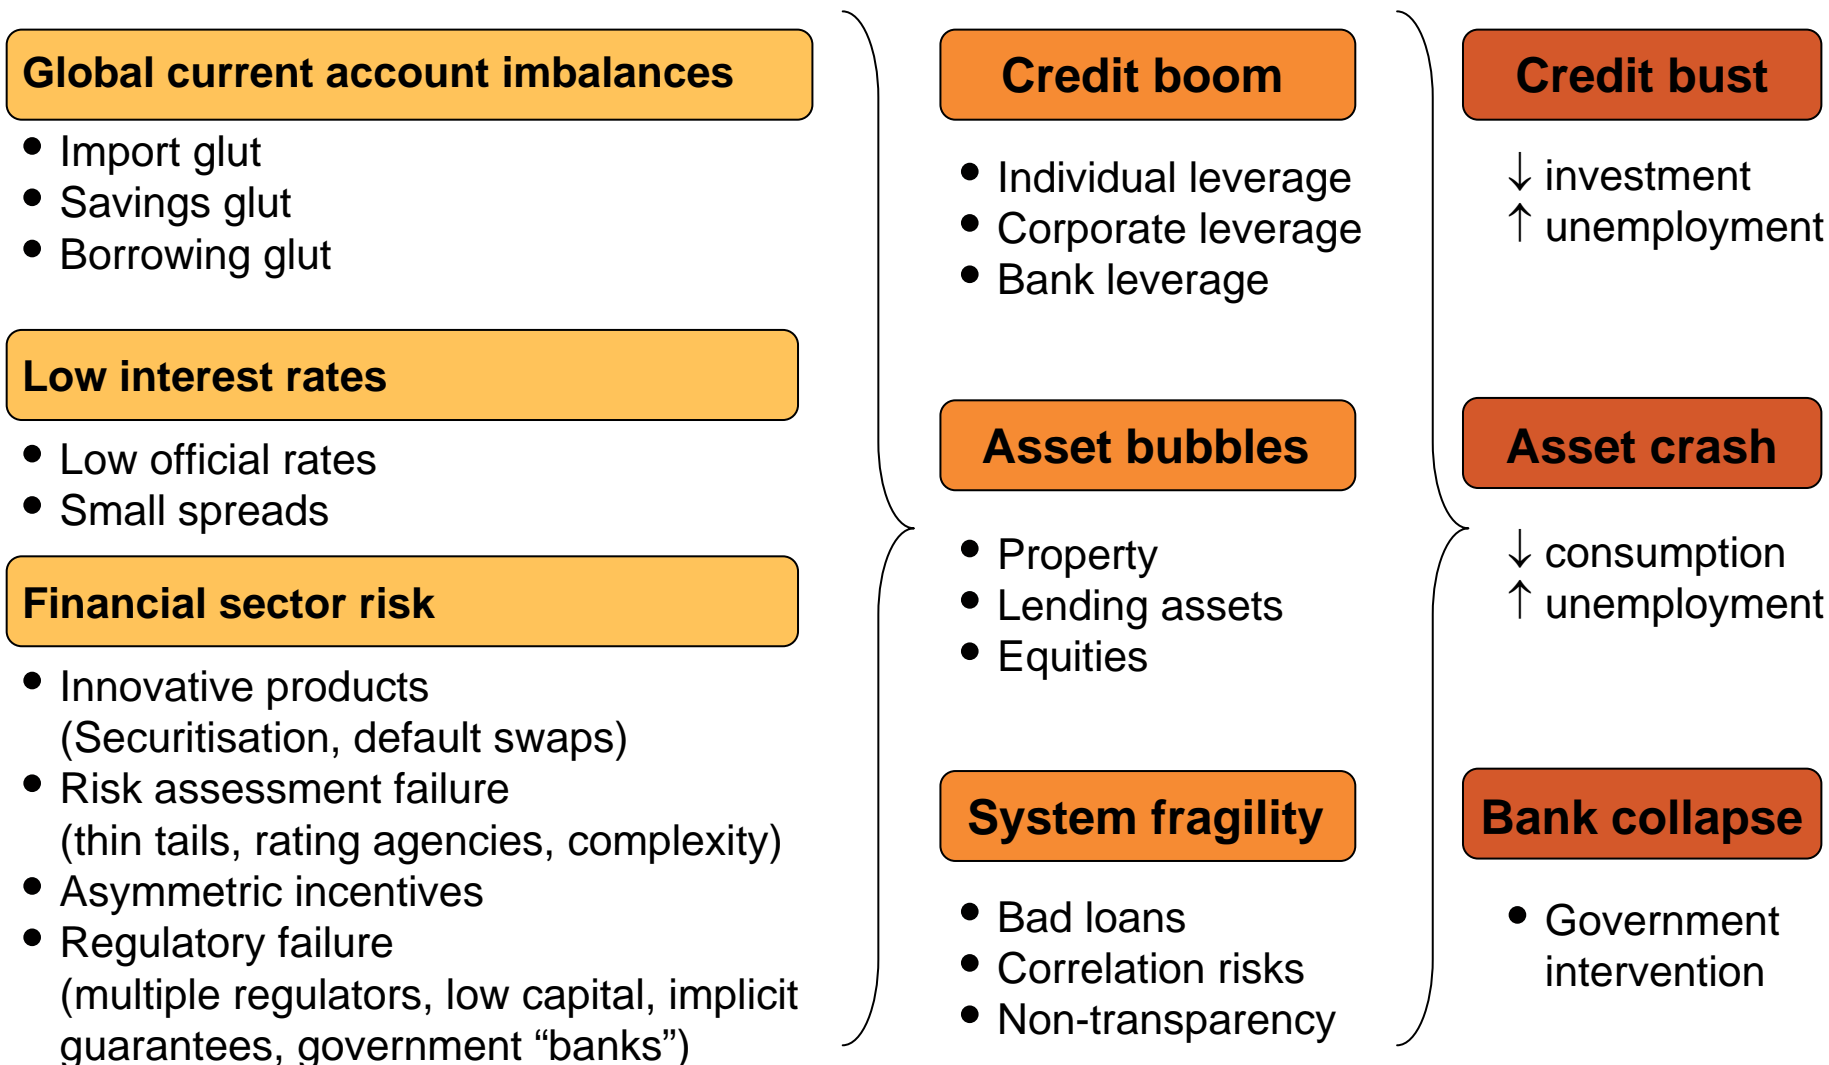 Global current account imbalances
• Import glut
• Savings glut
• Borrowing glut
Low interest rates
• Low official rates
• Small spreads
Financial sector risk
• Innovative products
(Securitisation, default swaps)
• Risk assessment failure
(thin tails, rating agencies, complexity)
• Asymmetric incentives
• Regulatory failure
(multiple regulators, low capital, implicit
guarantees, government “banks”)
Credit boom
• Individual leverage
• Corporate leverage
• Bank leverage
Asset bubbles
• Property
• Lending assets
• Equities
System fragility
• Bad loans
• Correlation risks
• Non-transparency
Credit bust
↓ investment
↑ unemployment
Asset crash
↓ consumption
↑ unemployment
Bank collapse
• Government
intervention